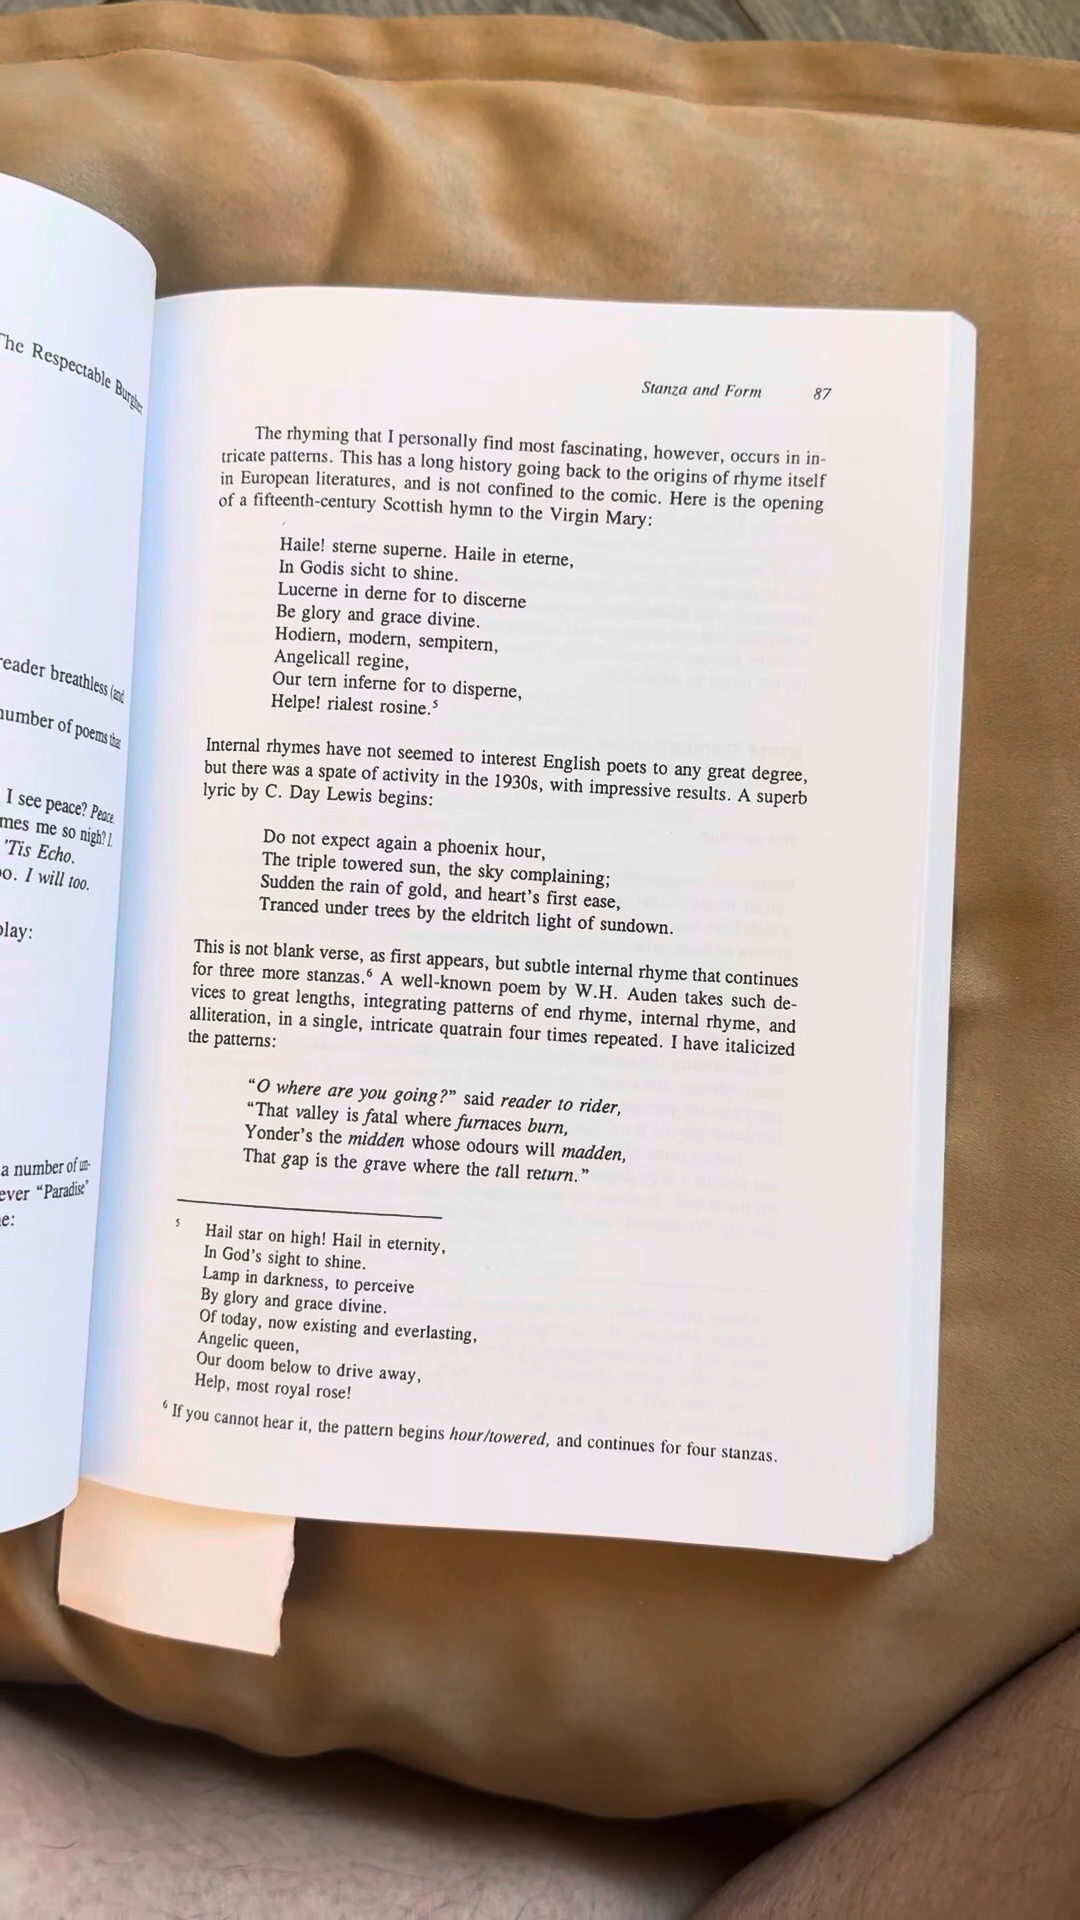 The Respectable Burgher
reader breathless (and
number of poems that
I see peace? Peace.
mes me so nigh? I.
'Tis Echo.
o. I will too.
play:
a number of un-
ever “Paradise”
e:
Stanza and Form 87
The rhyming that I personally find most fascinating, however, occurs in in-
tricate patterns. This has a long history going back to the origins of rhyme itself
in European literatures, and is not confined to the comic. Here is the opening
of a fifteenth-century Scottish hymn to the Virgin Mary:
Haile! sterne superne. Haile in eterne,
In Godis sicht to shine.
Lucerne in derne for to discerne
Be glory and grace divine.
Hodiern, modern, sempitern,
Angelicall regine,
Our tern inferne for to disperne,
Helpe! rialest rosine.⁵
Internal rhymes have not seemed to interest English poets to any great degree,
but there was a spate of activity in the 1930s, with impressive results. A superb
lyric by C. Day Lewis begins:
Do not expect again a phoenix hour,
The triple towered sun, the sky complaining;
Sudden the rain of gold, and heart's first ease,
Tranced under trees by the eldritch light of sundown.
This is not blank verse, as first appears, but subtle internal rhyme that continues
for three more stanzas.⁶ A well-known poem by W.H. Auden takes such de-
vices to great lengths, integrating patterns of end rhyme, internal rhyme, and
alliteration, in a single, intricate quatrain four times repeated. I have italicized
the patterns:
“O where are you going?” said reader to rider,
“That valley is fatal where furnaces burn,
Yonder's the midden whose odours will madden,
That gap is the grave where the tall return.”
⁵ Hail star on high! Hail in eternity,
In God's sight to shine.
Lamp in darkness, to perceive
By glory and grace divine.
Of today, now existing and everlasting,
Angelic queen,
Our doom below to drive away,
Help, most royal rose!
⁶ If you cannot hear it, the pattern begins hour/towered, and continues for four stanzas.